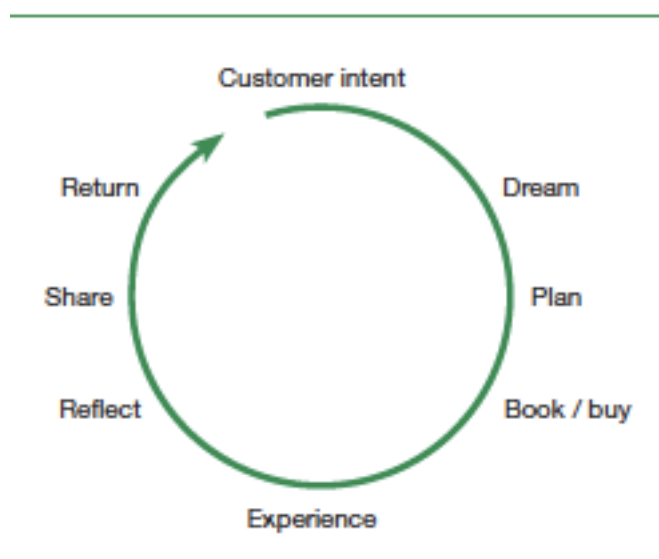 Customer intent
Dream
Plan
Book / buy
Experience
Reflect
Share
Return